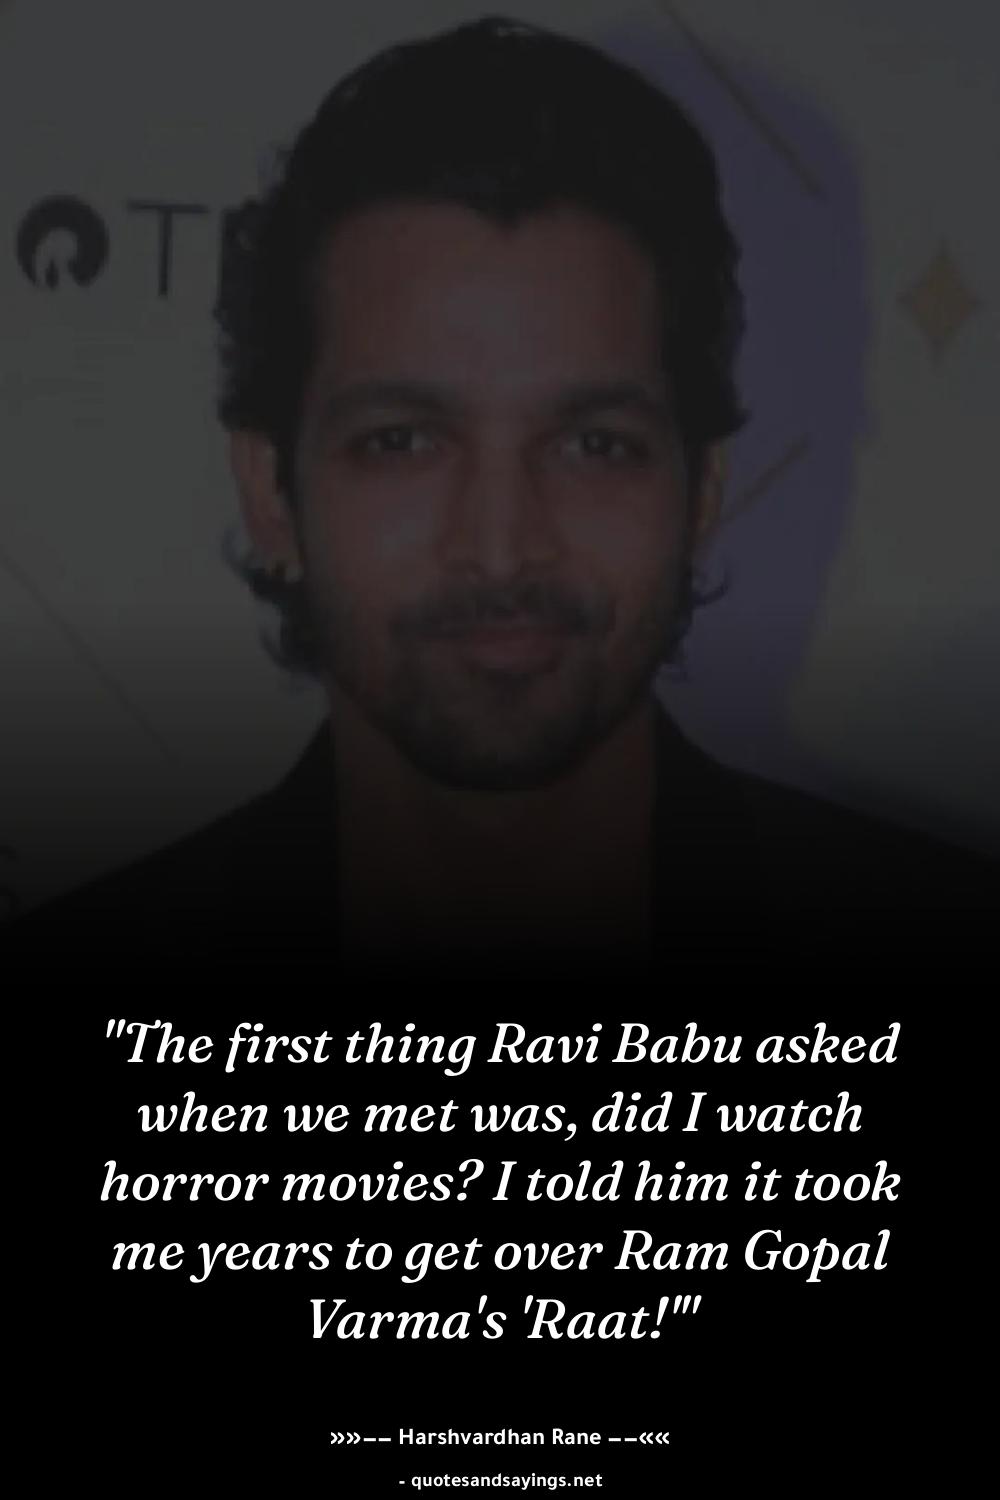 T
"The first thing Ravi Babu asked
when we met was, did I watch
horror movies? I told him it took
me years to get over Ram Gopal
Varma's 'Raat!'"
»»—— Harshvardhan Rane ——««
- quotesandsayings.net